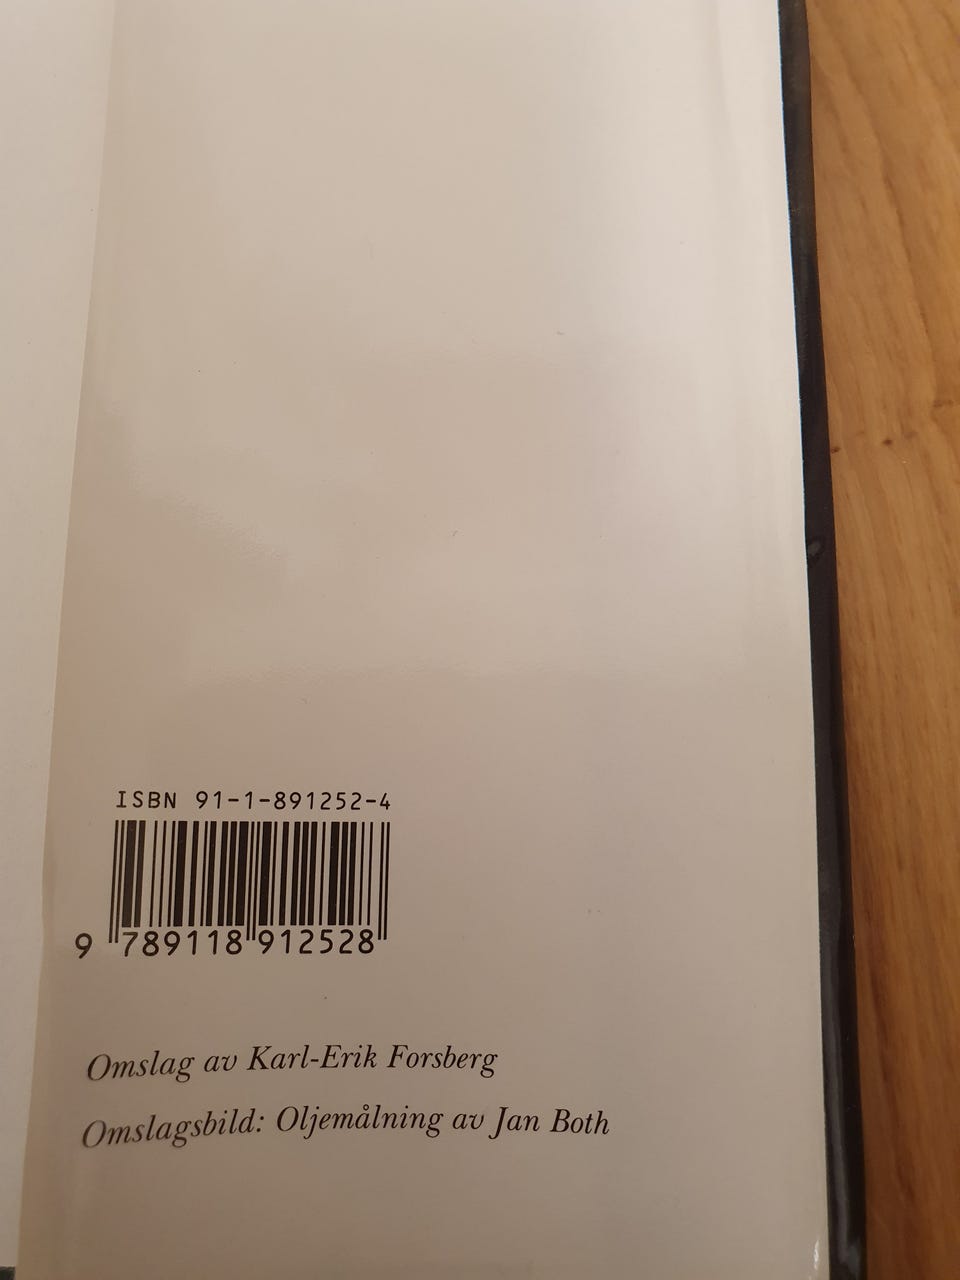 ISBN 91-1-891252-4
9 789118 912528
Omslag av Karl-Erik Forsberg
Omslagsbild: Oljemålning av Jan Both